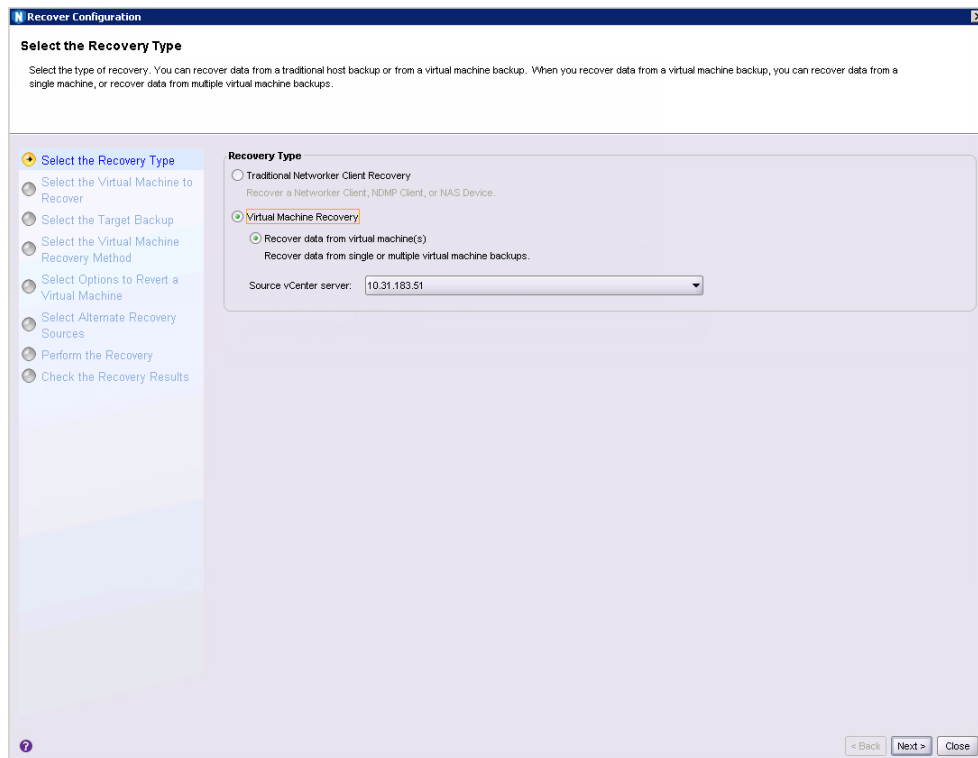 Recover Configuration
Select the Recovery Type
Select the type of recovery. You can recover data from a traditional host backup or from a virtual machine backup. When you recover data from a virtual machine backup, you can recover data from a
single machine, or recover data from multiple virtual machine backups.
Select the Recovery Type
Select the Virtual Machine to
Recover
Select the Target Backup
Select the Virtual Machine
Recovery Method
Select Options to Revert a
Virtual Machine
Select Alternate Recovery
Sources
Perform the Recovery
Check the Recovery Results
Recovery Type
Traditional Networker Client Recovery
Recover a Networker Client, NDMP Client, or NAS Device.
Virtual Machine Recovery
Recover data from virtual machine(s)
Recover data from single or multiple virtual machine backups.
Source vCenter server: 10.31.183.51
< Back Next > Close